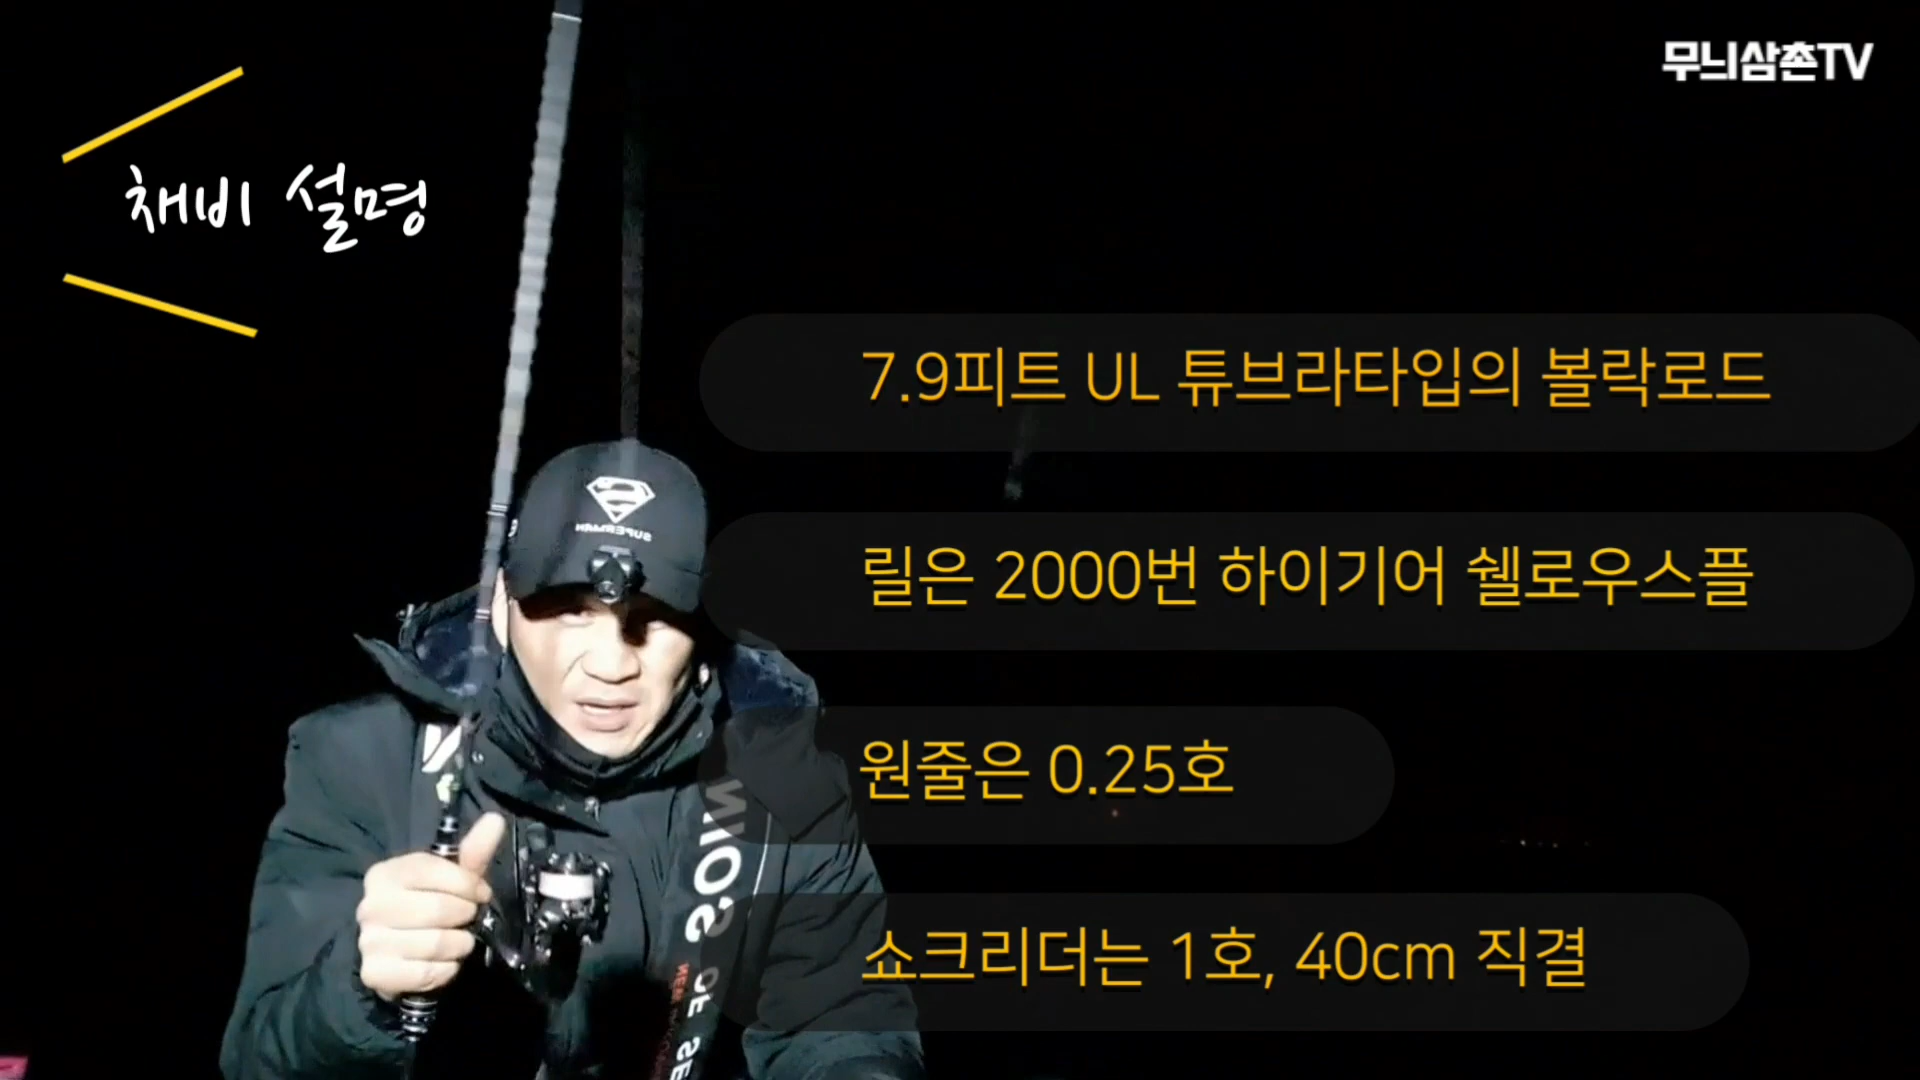 무늬삼촌TV
채비 설명
7.9피트 UL 튜브라타입의 볼락로드
릴은 2000번 하이기어 쉘로우스플
원줄은 0.25호
쇼크리더는 1호, 40cm 직결
SUPERMAN